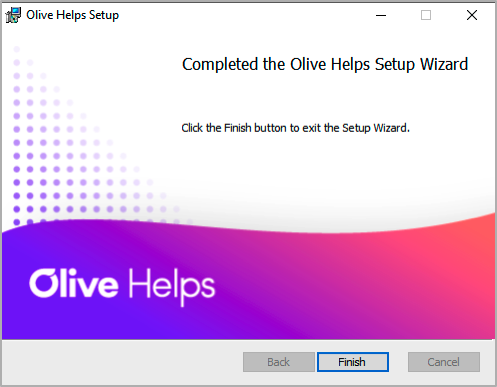 Olive Helps Setup
Completed the Olive Helps Setup Wizard
Click the Finish button to exit the Setup Wizard.
Olive Helps
Back
Finish
Cancel